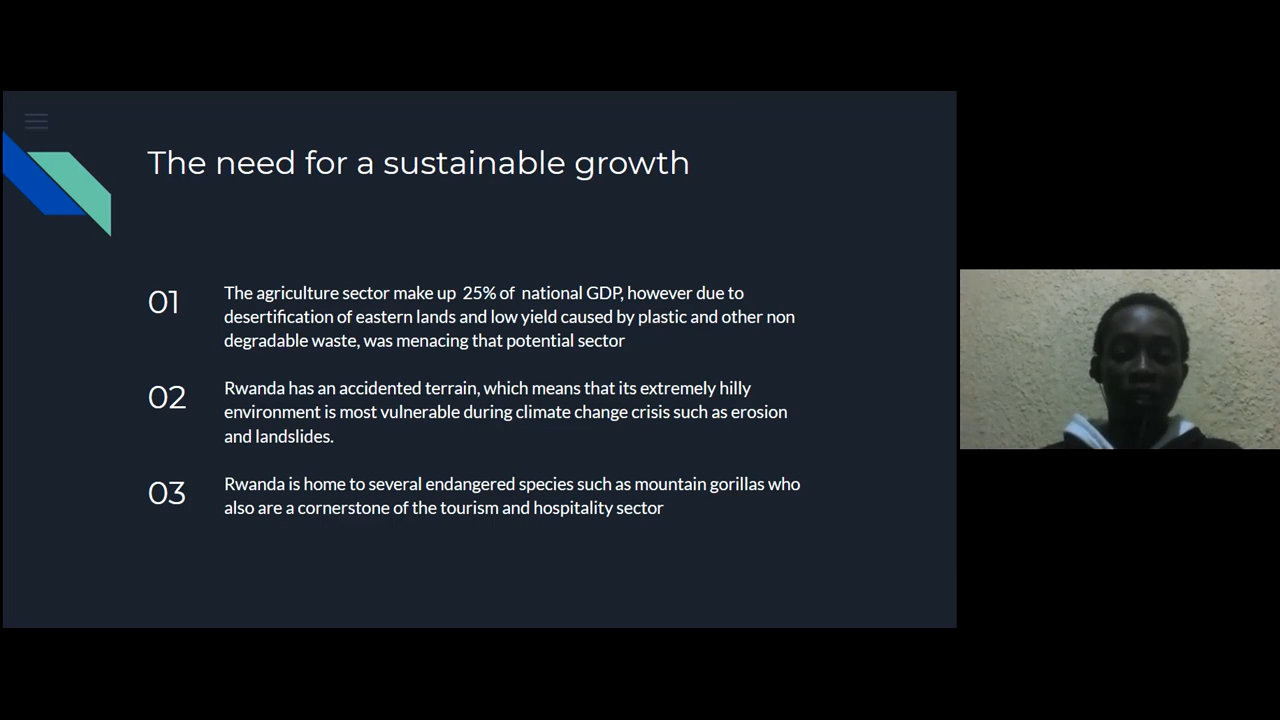 The need for a sustainable growth
01
The agriculture sector make up 25% of national GDP, however due to
desertification of eastern lands and low yield caused by plastic and other non
degradable waste, was menacing that potential sector
02
Rwanda has an accidented terrain, which means that its extremely hilly
environment is most vulnerable during climate change crisis such as erosion
and landslides.
03
Rwanda is home to several endangered species such as mountain gorillas who
also are a cornerstone of the tourism and hospitality sector